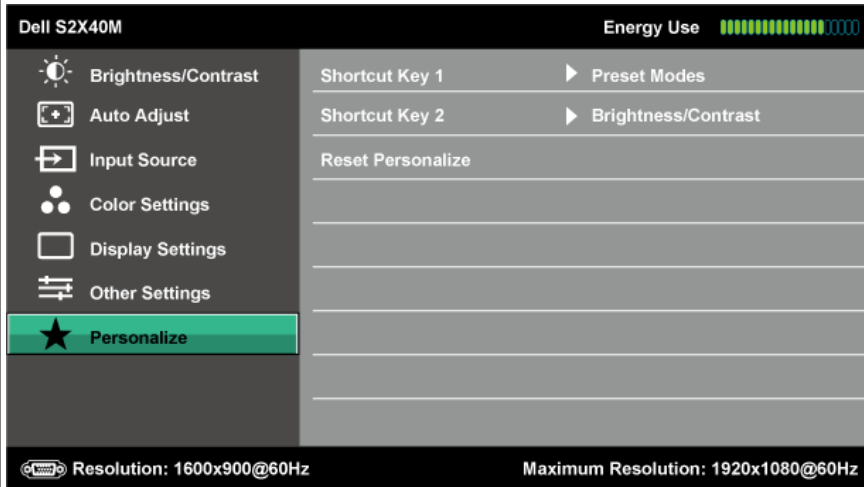 Dell S2X40M Energy Use
Brightness/Contrast Shortcut Key 1 Preset Modes
Auto Adjust Shortcut Key 2 Brightness/Contrast
Input Source Reset Personalize
Color Settings
Display Settings
Other Settings
Personalize
Resolution: 1600x900@60Hz Maximum Resolution: 1920x1080@60Hz